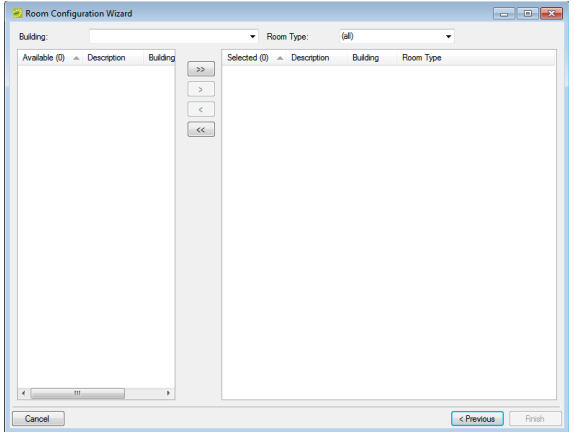 Room Configuration Wizard
Building: Room Type: (all)
Available (0) Description Building
Selected (0) Description Building Room Type
>>
>
<
<<
Cancel < Previous Finish